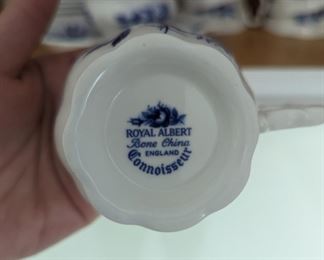 ROYAL ALBERT
Bone China
ENGLAND
Connoisseur